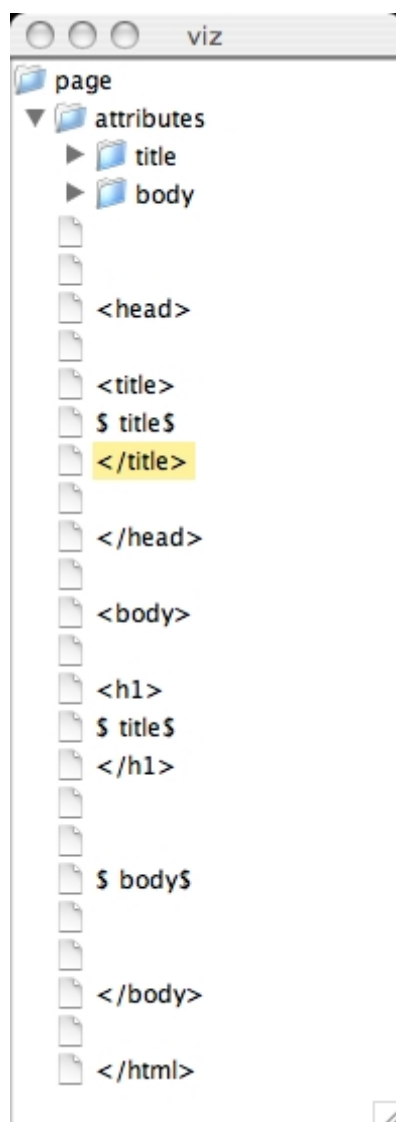 viz
page
attributes
title
body
<head>
<title>
$ title$
</title>
</head>
<body>
<h1>
$ title$
</h1>
$ body$
</body>
</html>